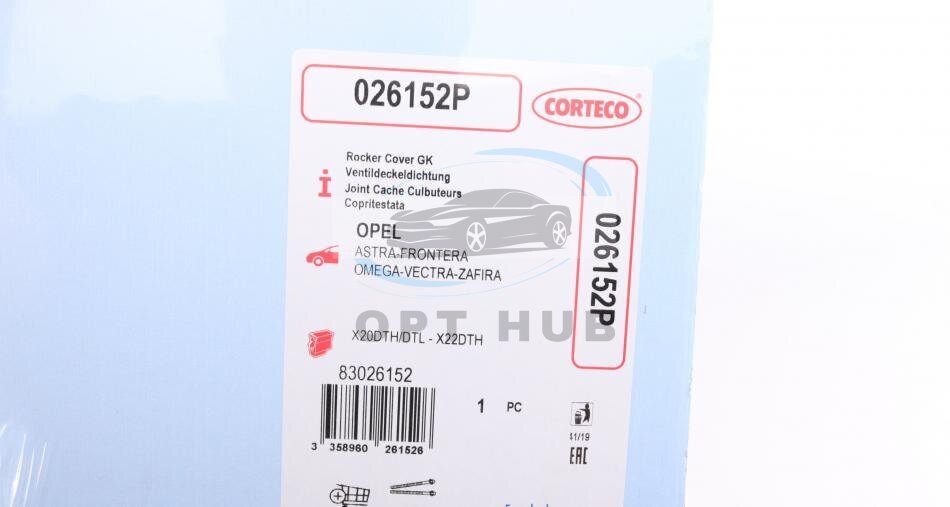 026152P
CORTECO®
Rocker Cover GK
Ventildeckeldichtung
Joint Cache Culbuteurs
Copritestata
026152P
OPEL
ASTRA-FRONTERA
OMEGA-VECTRA-ZAFIRA
OPT HUB
X20DTH/DTL - X22DTH
83026152
1 PC
3 358960 261526
11/19
EAC